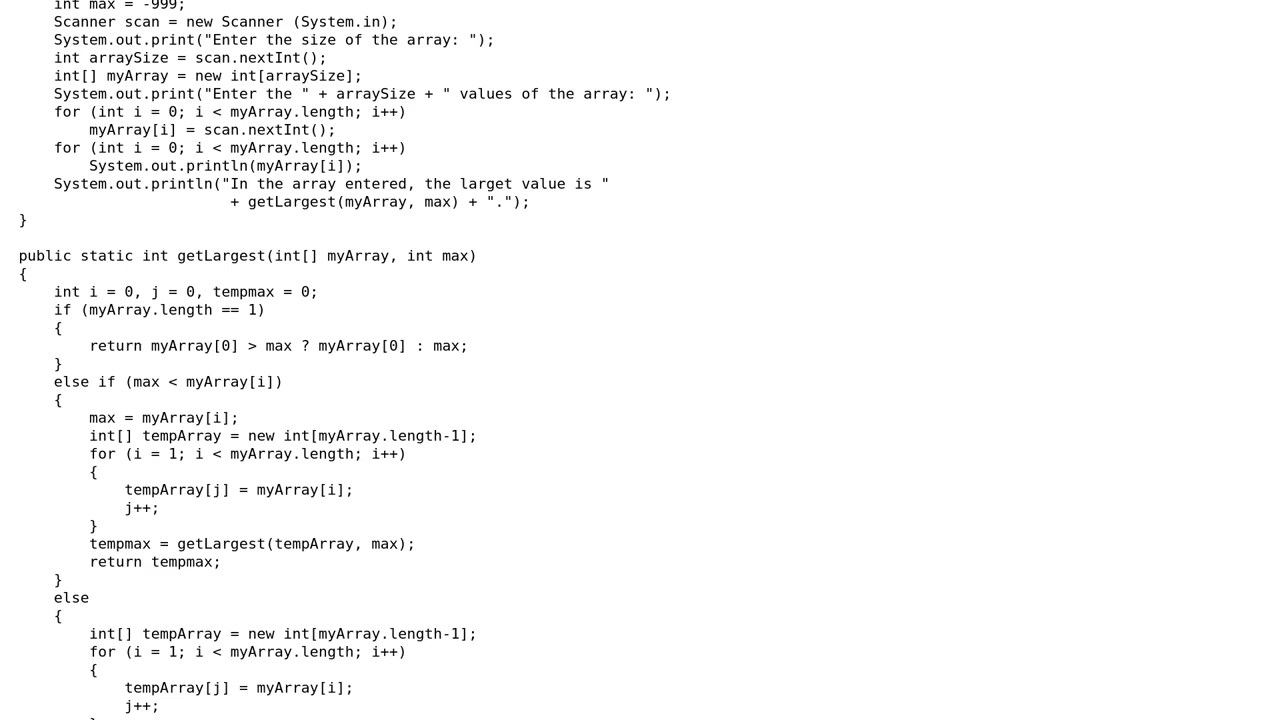 int max = -999;
Scanner scan = new Scanner (System.in);
System.out.print("Enter the size of the array: ");
int arraySize = scan.nextInt();
int[] myArray = new int[arraySize];
System.out.print("Enter the " + arraySize + " values of the array: ");
for (int i = 0; i < myArray.length; i++)
myArray[i] = scan.nextInt();
for (int i = 0; i < myArray.length; i++)
System.out.println(myArray[i]);
System.out.println("In the array entered, the larget value is "
+ getLargest(myArray, max) + ".");
}
public static int getLargest(int[] myArray, int max)
{
int i = 0, j = 0, tempmax = 0;
if (myArray.length == 1)
{
return myArray[0] > max ? myArray[0] : max;
}
else if (max < myArray[i])
{
max = myArray[i];
int[] tempArray = new int[myArray.length-1];
for (i = 1; i < myArray.length; i++)
{
tempArray[j] = myArray[i];
j++;
}
tempmax = getLargest(tempArray, max);
return tempmax;
}
else
{
int[] tempArray = new int[myArray.length-1];
for (i = 1; i < myArray.length; i++)
{
tempArray[j] = myArray[i];
j++;